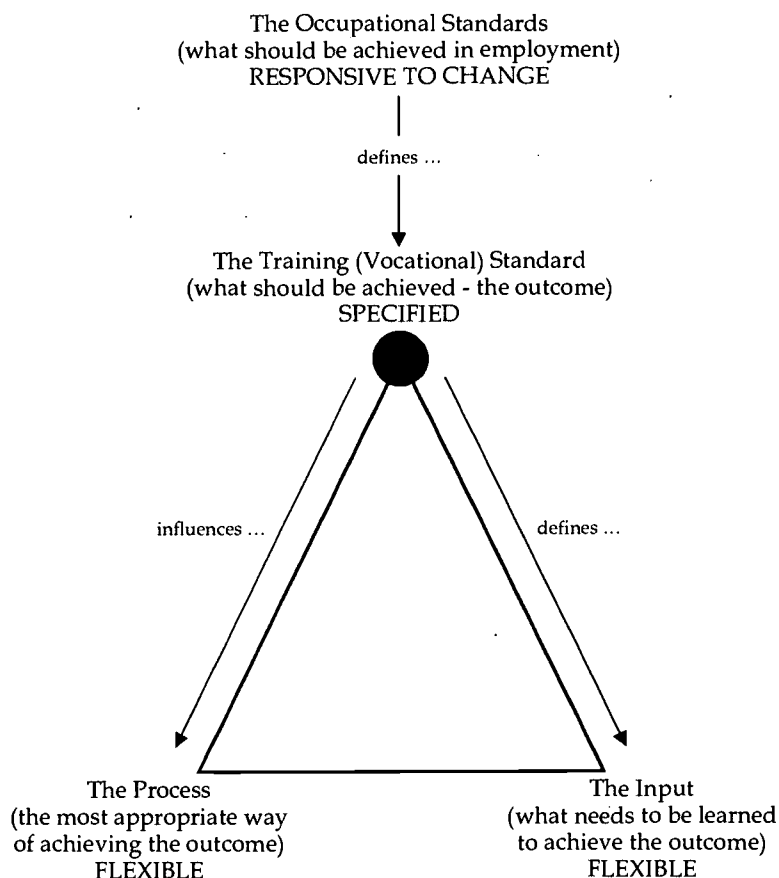 The Occupational Standards
(what should be achieved in employment)
RESPONSIVE TO CHANGE
defines ...
The Training (Vocational) Standard
(what should be achieved - the outcome)
SPECIFIED
influences ...
defines ...
The Process
(the most appropriate way
of achieving the outcome)
FLEXIBLE
The Input
(what needs to be learned
to achieve the outcome)
FLEXIBLE